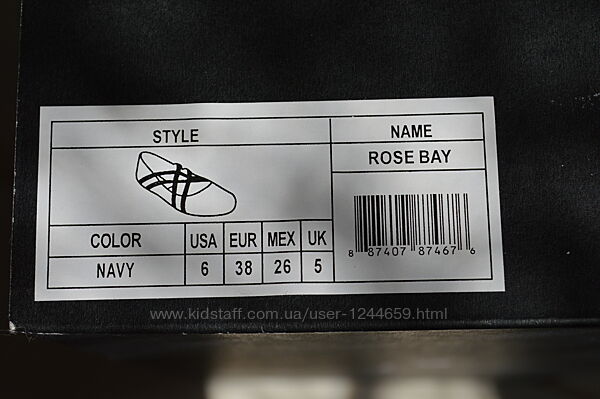 STYLE
NAME
ROSE BAY
COLOR USA EUR MEX UK
NAVY 6 38 26 5
8 87407 87467 6
www.kidstaff.com.ua/user-1244659.html